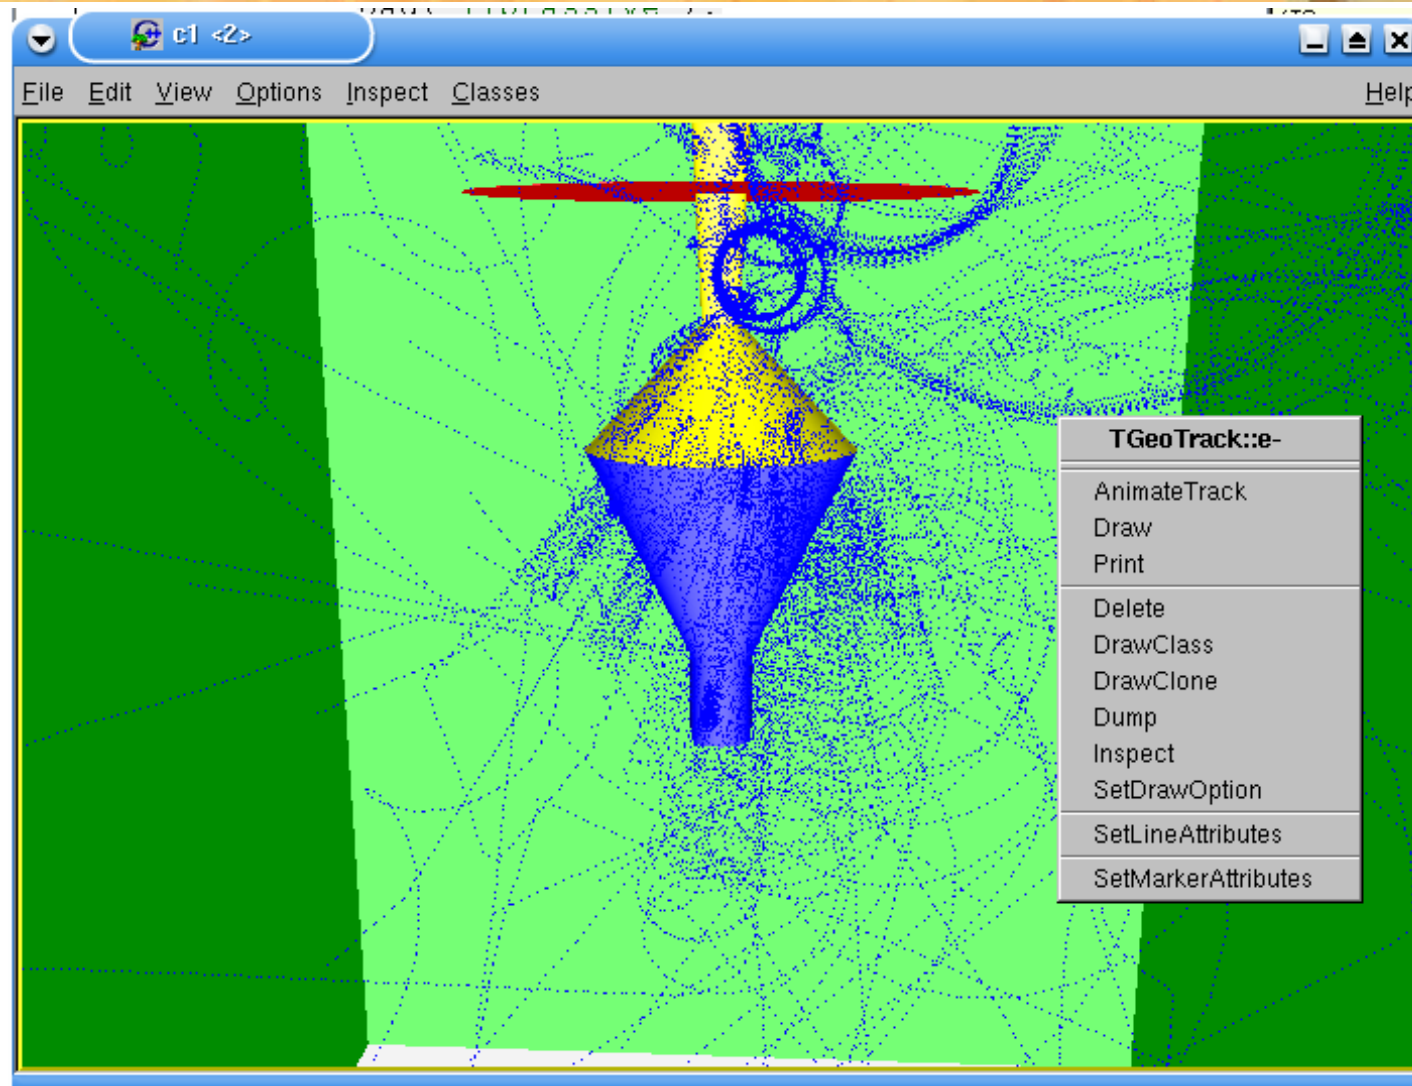 c1 <2>
File Edit View Options Inspect Classes Help
TGeoTrack::e-
AnimateTrack
Draw
Print
Delete
DrawClass
DrawClone
Dump
Inspect
SetDrawOption
SetLineAttributes
SetMarkerAttributes